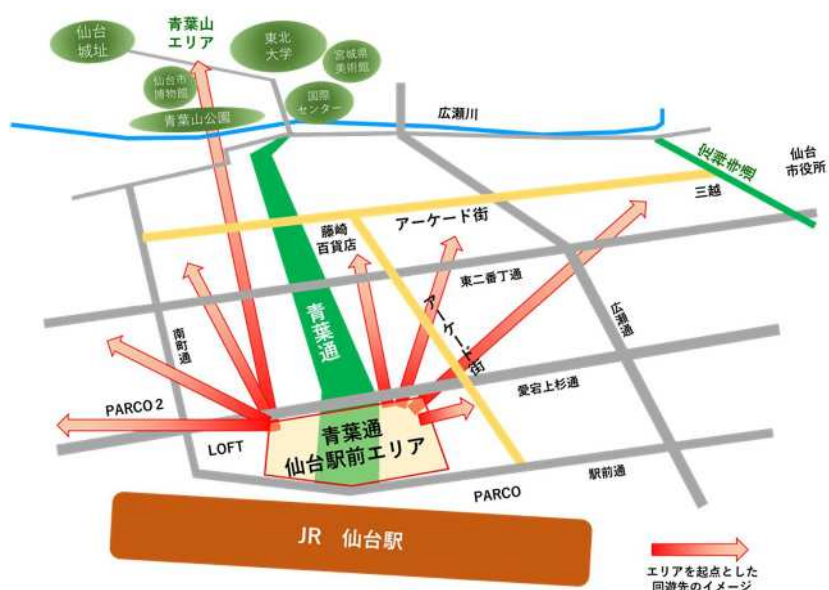 仙台
城址
青葉山
エリア
東北
大学
宮城県
美術館
仙台市
博物館
国際
センター
青葉山公園
広瀬川
定禅寺通
仙台
市役所
三越
アーケード街
藤崎
百貨店
東二番丁通
アーケード街
広瀬通
青葉通
南町通
愛宕上杉通
PARCO 2
LOFT
青葉通
仙台駅前エリア
PARCO
駅前通
JR 仙台駅
エリアを起点とした
回遊先のイメージ